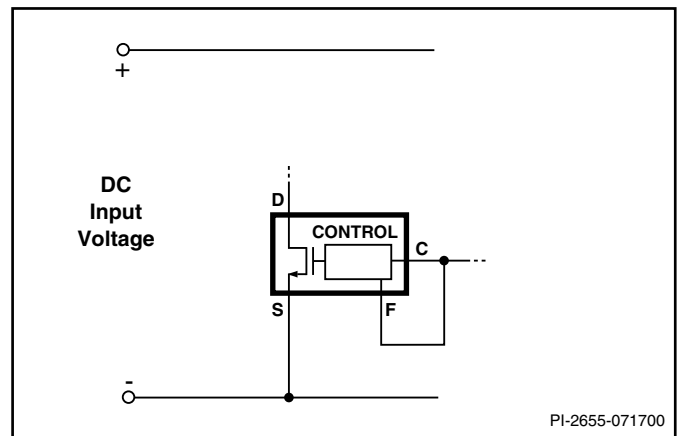 +
DC
Input
Voltage
D
CONTROL
C
S
F
-
PI-2655-071700